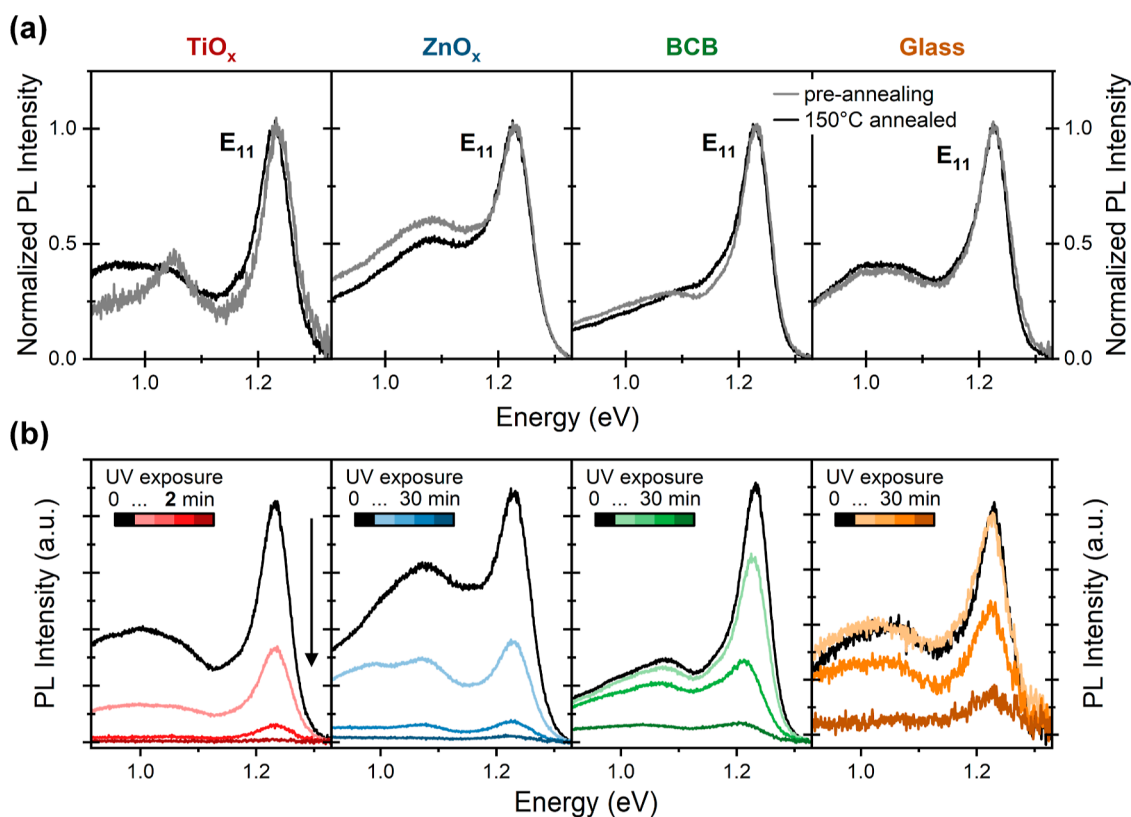 (a)
TiOₓ ZnOₓ BCB Glass
pre-annealing
150°C annealed
E₁₁ E₁₁ E₁₁ E₁₁
Normalized PL Intensity
1.0
0.5
0.0
Normalized PL Intensity
1.0
0.5
0.0
1.0 1.2 1.0 1.2 1.0 1.2 1.0 1.2
Energy (eV)
(b)
UV exposure
0 ... 2 min
UV exposure
0 ... 30 min
UV exposure
0 ... 30 min
UV exposure
0 ... 30 min
PL Intensity (a.u.)
PL Intensity (a.u.)
1.0 1.2 1.0 1.2 1.0 1.2 1.0 1.2
Energy (eV)